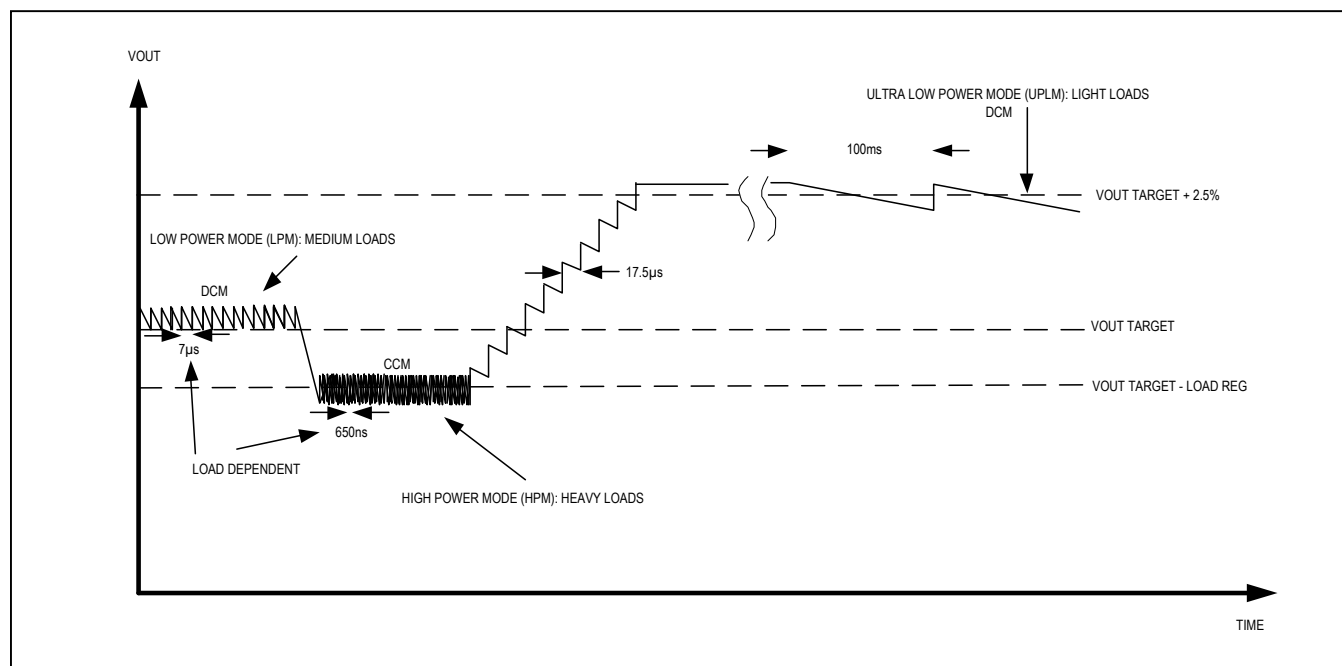 VOUT
ULTRA LOW POWER MODE (UPLM): LIGHT LOADS
DCM
100ms
VOUT TARGET + 2.5%
LOW POWER MODE (LPM): MEDIUM LOADS
17.5µs
DCM
VOUT TARGET
7µs
CCM
VOUT TARGET - LOAD REG
650ns
LOAD DEPENDENT
HIGH POWER MODE (HPM): HEAVY LOADS
TIME